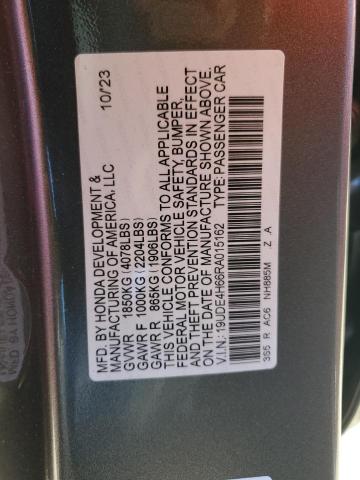 MFD. BY HONDA DEVELOPMENT & 10/'23
MANUFACTURING OF AMERICA, LLC
GVWR 1850KG (4078LBS)
GAWR F 1000KG (2204LBS)
GAWR R 865KG (1906LBS)
THIS VEHICLE CONFORMS TO ALL APPLICABLE
FEDERAL MOTOR VEHICLE SAFETY, BUMPER,
AND THEFT PREVENTION STANDARDS IN EFFECT
ON THE DATE OF MANUFACTURE SHOWN ABOVE.
V.I.N.: 19UDE4H66RA015162 TYPE: PASSENGER CAR
3S5 R AC6 NH885M Z A